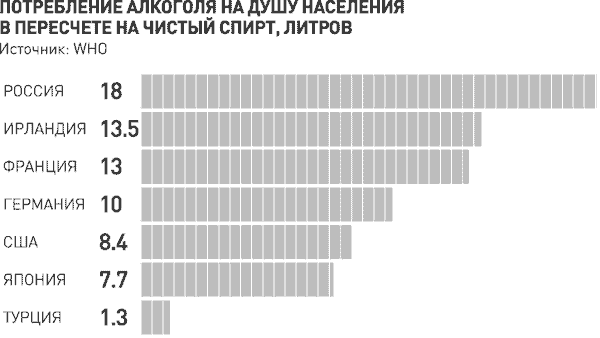 ПОТРЕБЛЕНИЕ АЛКОГОЛЯ НА ДУШУ НАСЕЛЕНИЯ
В ПЕРЕСЧЕТЕ НА ЧИСТЫЙ СПИРТ, ЛИТРОВ
Источник: WHO
РОССИЯ 18
ИРЛАНДИЯ 13.5
ФРАНЦИЯ 13
ГЕРМАНИЯ 10
США 8.4
ЯПОНИЯ 7.7
ТУРЦИЯ 1.3